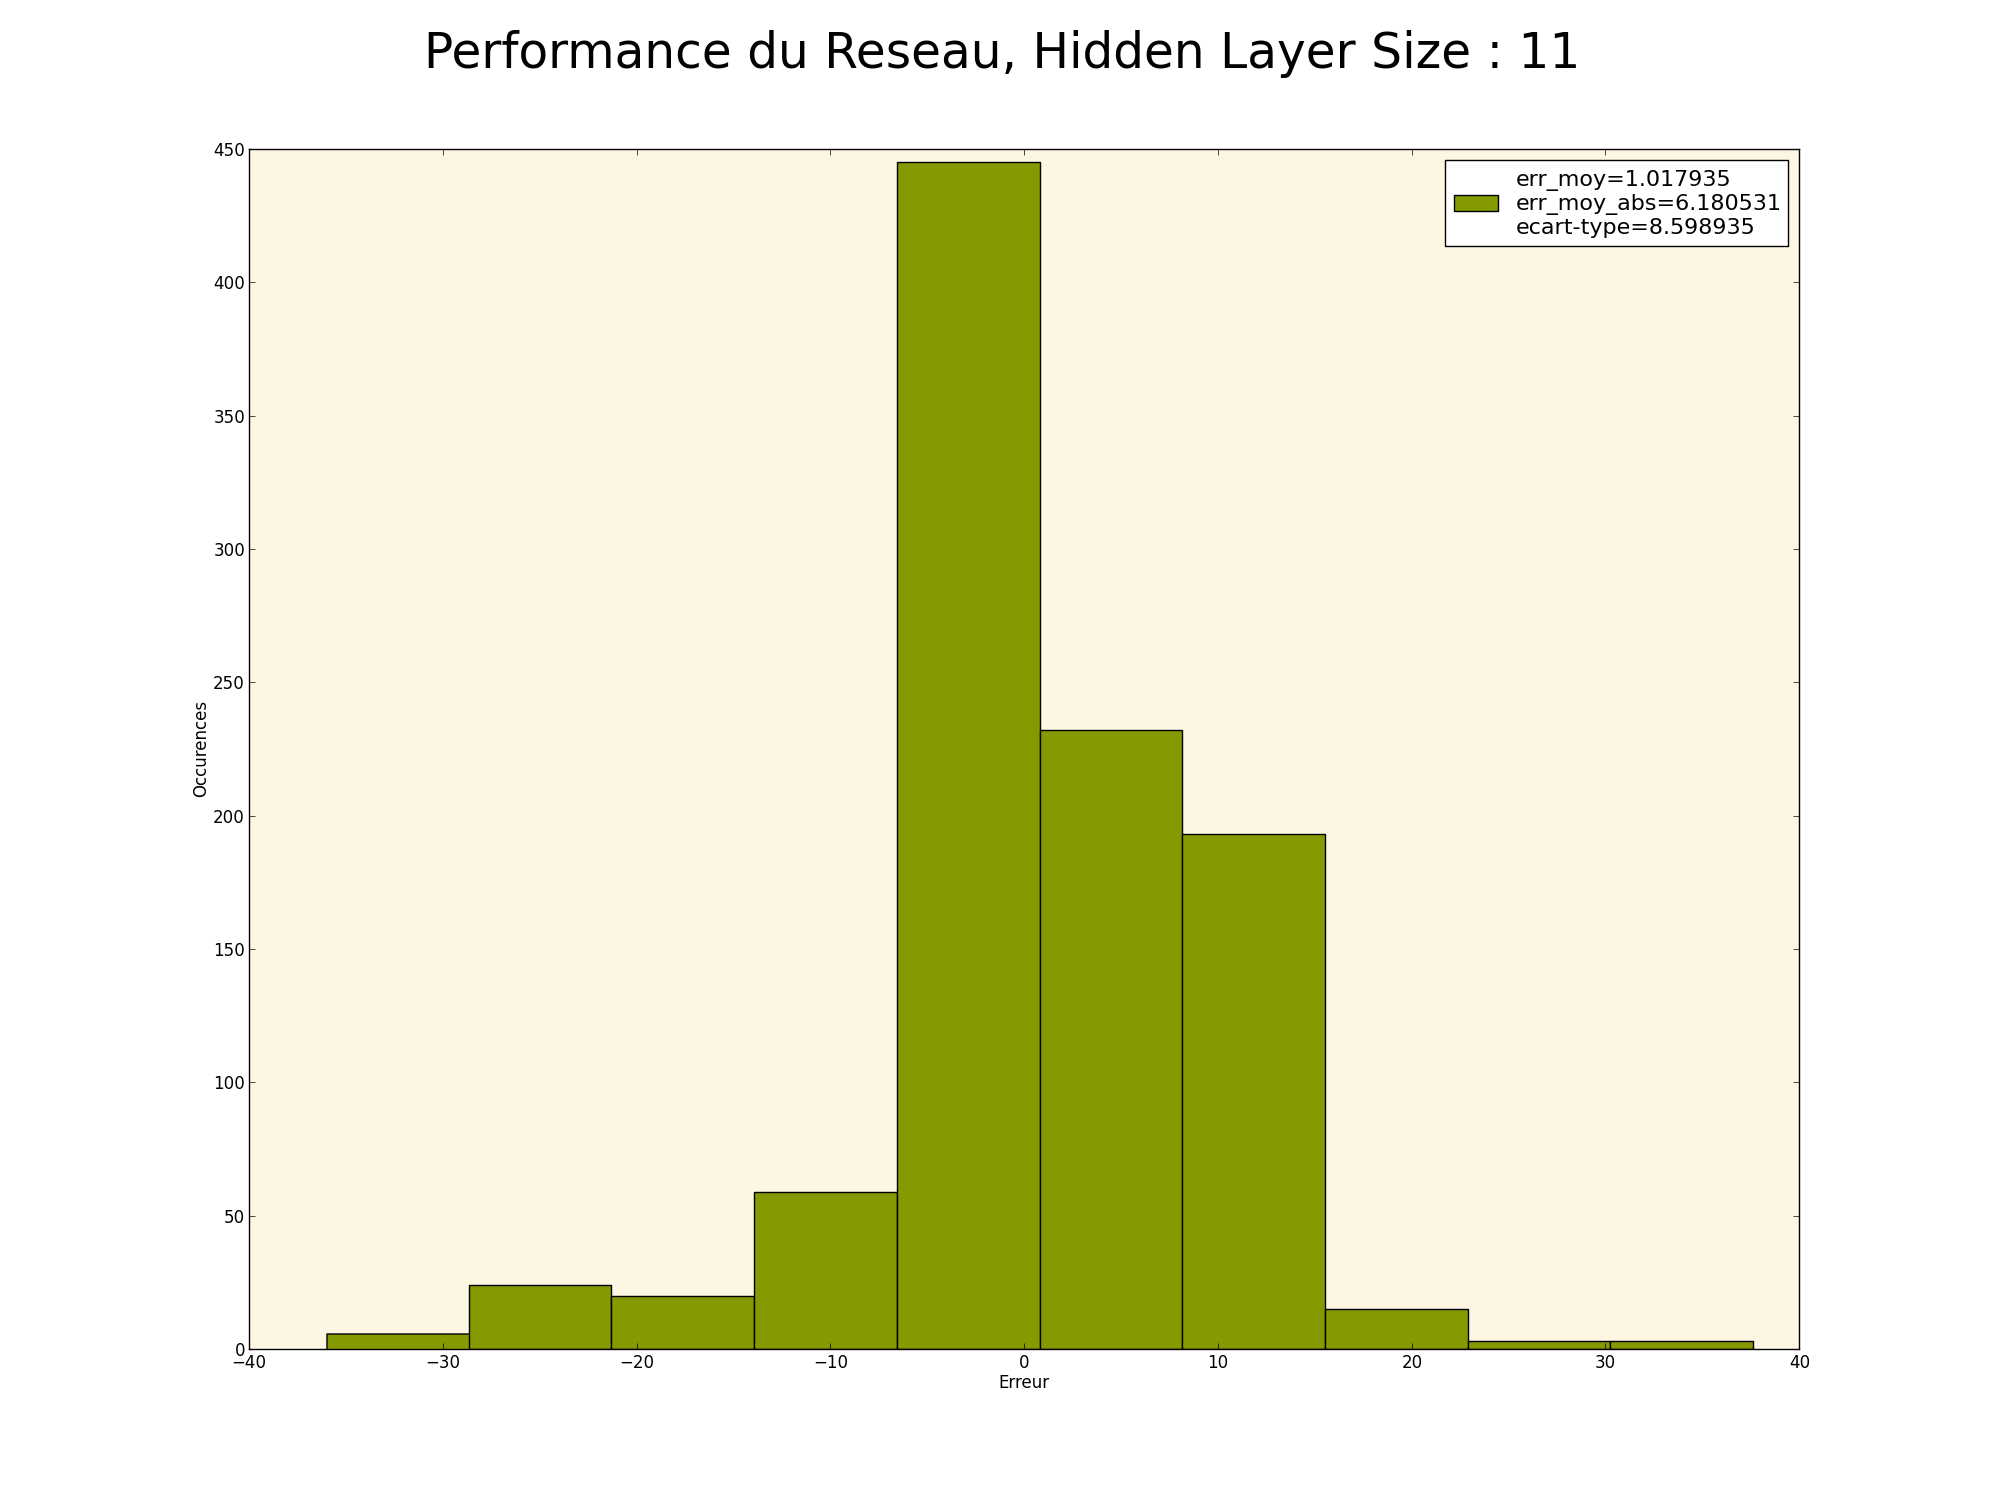 Performance du Reseau, Hidden Layer Size : 11
450
400
350
300
250
200
150
100
50
0
Occurences
err_moy=1.017935
err_moy_abs=6.180531
ecart-type=8.598935
−40 −30 −20 −10 0 10 20 30 40
Erreur